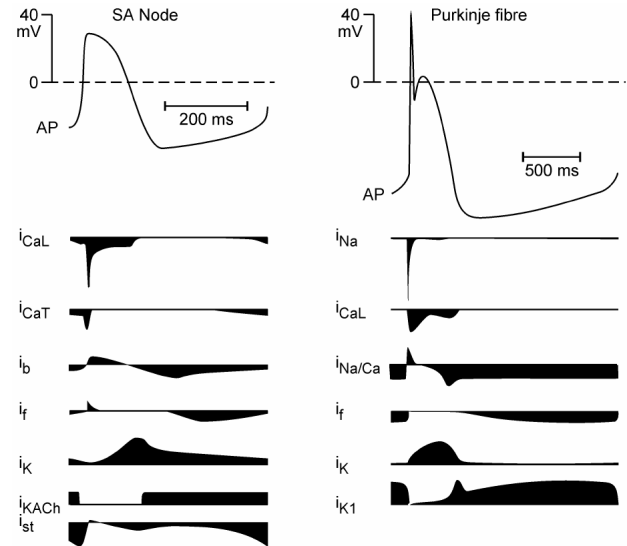 SA Node
40
mV
0
200 ms
AP
iCaL
iCaT
ib
if
iK
iKACh
ist
Purkinje fibre
40
mV
0
500 ms
AP
iNa
iCaL
iNa/Ca
if
iK
iK1